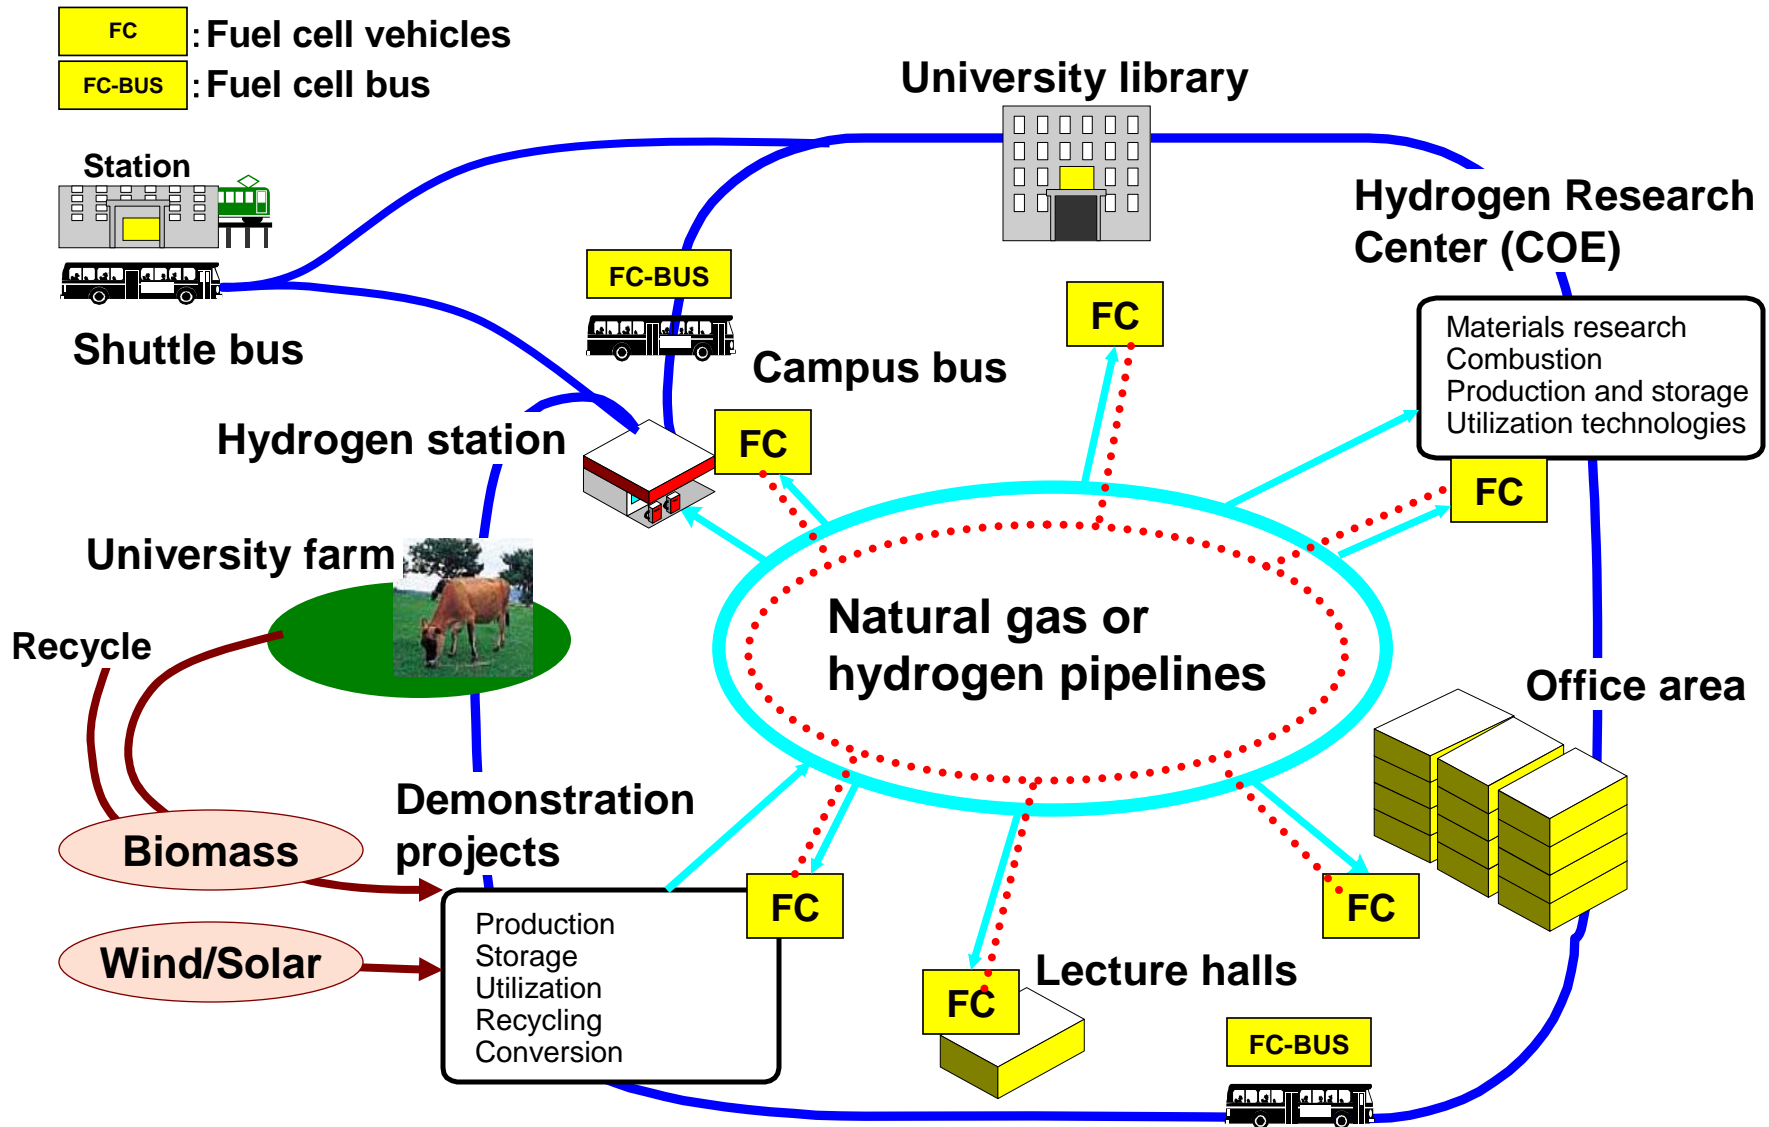 FC : Fuel cell vehicles
FC-BUS : Fuel cell bus
University library
Station
Hydrogen Research
Center (COE)
FC-BUS
FC
Materials research
Combustion
Production and storage
Utilization technologies
Shuttle bus
Campus bus
Hydrogen station
FC
FC
University farm
Natural gas or
hydrogen pipelines
Recycle
Office area
Demonstration
projects
Biomass
FC
FC
Production
Storage
Utilization
Recycling
Conversion
Wind/Solar
Lecture halls
FC
FC-BUS